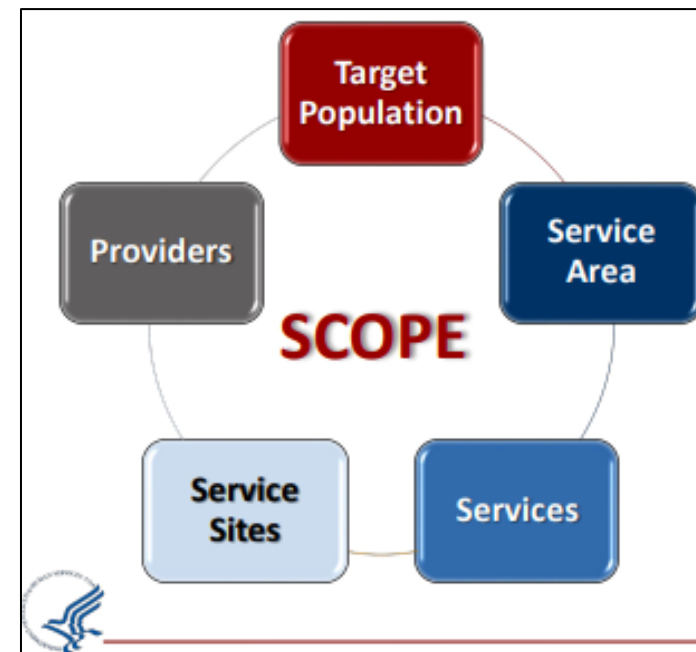 Target
Population
Providers
Service
Area
SCOPE
Service
Sites
Services